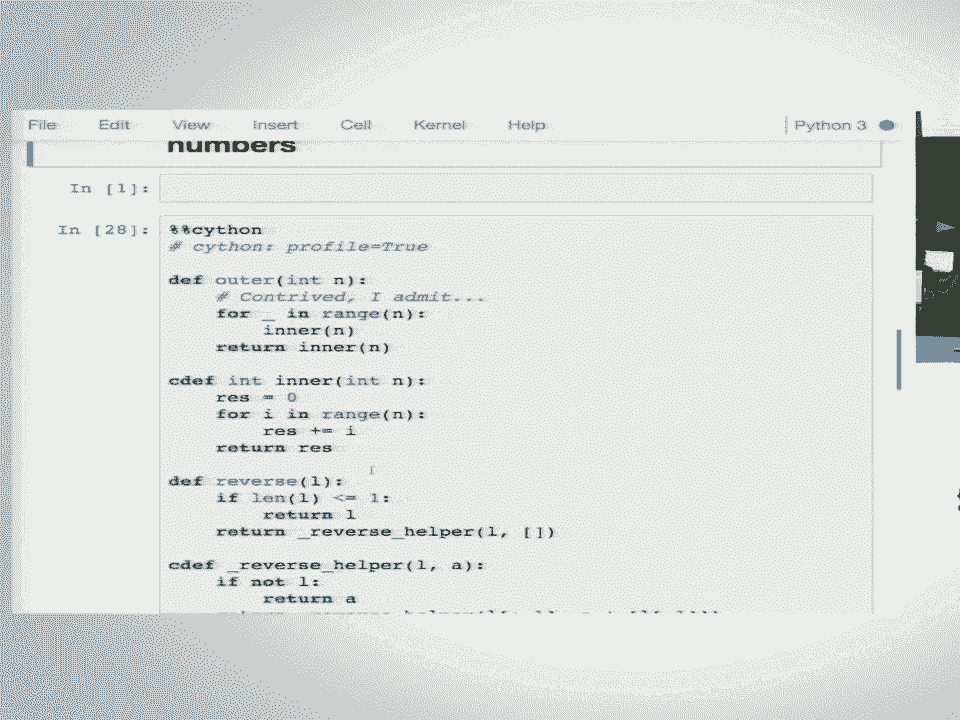 File Edit View Insert Cell Kernel Help Python 3
numbers
In [1]:
In [28]:
%%cython
# cython: profile=True
def outer(int n):
# Contrived, I admit...
for _ in range(n):
inner(n)
return inner(n)
cdef int inner(int n):
res = 0
for i in range(n):
res += i
return res
def reverse(l):
if len(l) <= 1:
return l
return _reverse_helper(l, [])
cdef _reverse_helper(l, a):
if not l:
return a